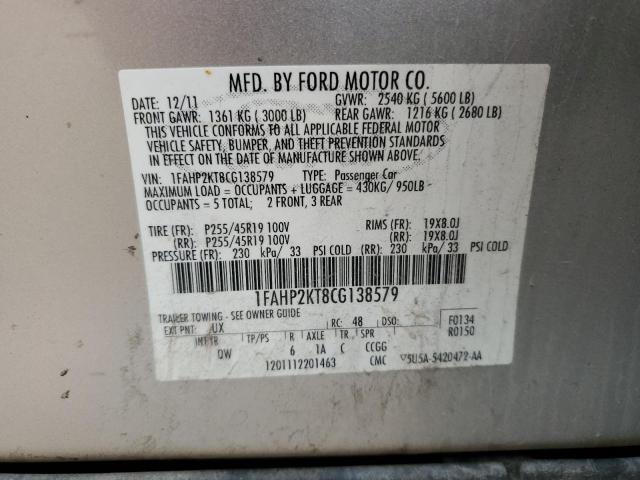 MFD. BY FORD MOTOR CO.
DATE: 12/11 GVWR: 2540 KG ( 5600 LB)
FRONT GAWR: 1361 KG ( 3000 LB) REAR GAWR: 1216 KG ( 2680 LB)
THIS VEHICLE CONFORMS TO ALL APPLICABLE FEDERAL MOTOR
VEHICLE SAFETY, BUMPER, AND THEFT PREVENTION STANDARDS
IN EFFECT ON THE DATE OF MANUFACTURE SHOWN ABOVE.
VIN: 1FAHP2KT8CG138579 TYPE: Passenger Car
MAXIMUM LOAD = OCCUPANTS + LUGGAGE = 430KG/ 950LB
OCCUPANTS = 5 TOTAL; 2 FRONT, 3 REAR
TIRE (FR): P255/45R19 100V RIMS (FR): 19X8.0J
(RR): P255/45R19 100V (RR): 19X8.0J
PRESSURE (FR): 230 kPa/ 33 PSI COLD (RR): 230 kPa/ 33 PSI COLD
1FAHP2KT8CG138579
TRAILER TOWING - SEE OWNER GUIDE
EXT PNT: UX RC: 48 DSO: F0134
R0150
INT TR TP/PS R AXLE TR SPR
QW 6 1A C CCGG
1201112201463 CMC 5U5A-5420472-AA